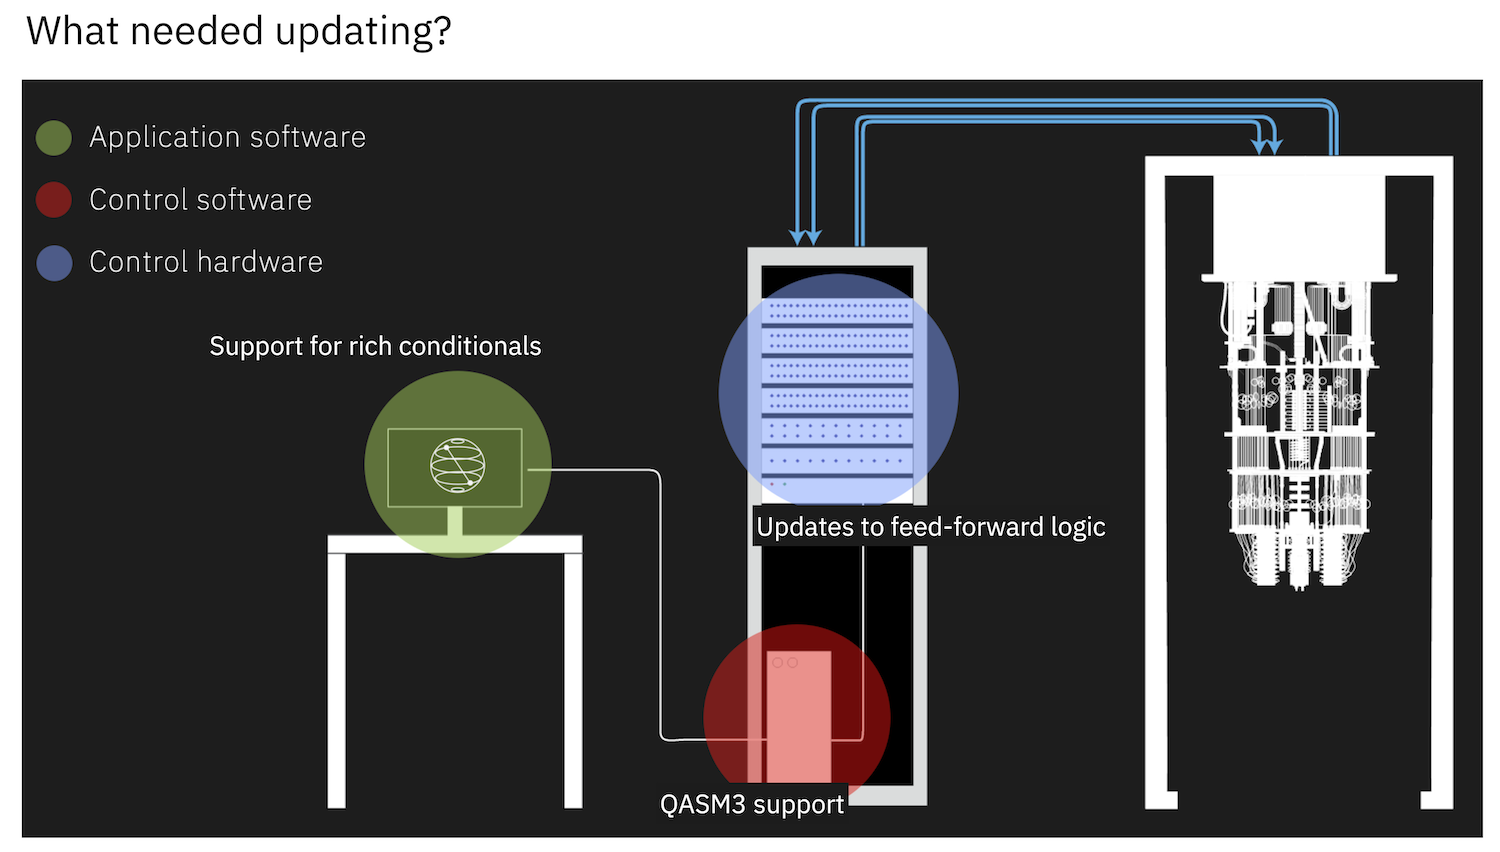 What needed updating?
Application software
Control software
Control hardware
Support for rich conditionals
Updates to feed-forward logic
QASM3 support